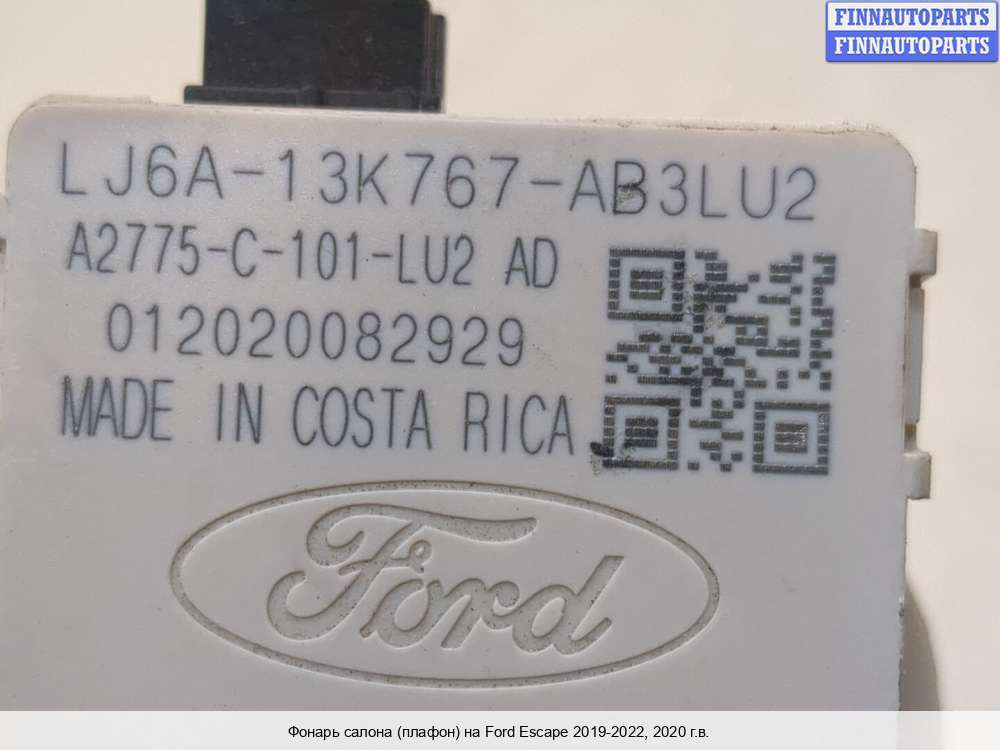 FINNAUTOPARTS
FINNAUTOPARTS
LJ6A-13K767-AB3LU2
A2775-C-101-LU2 AD
012020082929
MADE IN COSTA RICA
Ford
Фонарь салона (плафон) на Ford Escape 2019-2022, 2020 г.в.